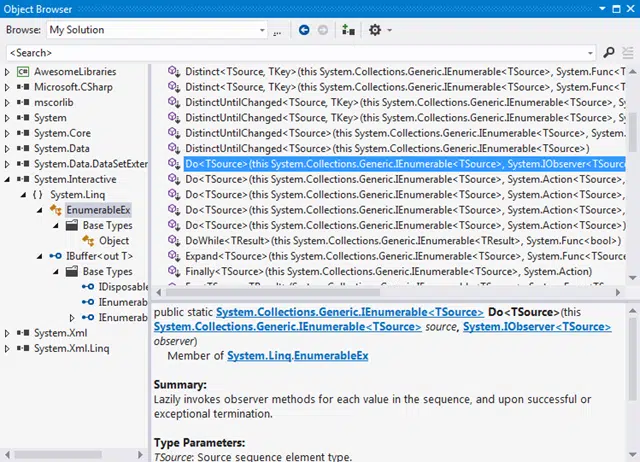 Object Browser
Browse: My Solution ...
<Search>
AwesomeLibraries
Microsoft.CSharp
mscorlib
System
System.Core
System.Data
System.Data.DataSetExter
System.Interactive
{ } System.Linq
EnumerableEx
Base Types
Object
IBuffer<out T>
Base Types
IDisposable
IEnumerab
IEnumerab
System.Xml
System.Xml.Linq
Distinct<TSource, TKey>(this System.Collections.Generic.IEnumerable<TSource>, System.Func<T
Distinct<TSource, TKey>(this System.Collections.Generic.IEnumerable<TSource>, System.Func<T
DistinctUntilChanged<TSource, TKey>(this System.Collections.Generic.IEnumerable<TSource>, Sy
DistinctUntilChanged<TSource, TKey>(this System.Collections.Generic.IEnumerable<TSource>, Sy
DistinctUntilChanged<TSource>(this System.Collections.Generic.IEnumerable<TSource>, System.
DistinctUntilChanged<TSource>(this System.Collections.Generic.IEnumerable<TSource>)
Do<TSource>(this System.Collections.Generic.IEnumerable<TSource>, System.IObserver<TSource
Do<TSource>(this System.Collections.Generic.IEnumerable<TSource>, System.Action<TSource>,
Do<TSource>(this System.Collections.Generic.IEnumerable<TSource>, System.Action<TSource>,
Do<TSource>(this System.Collections.Generic.IEnumerable<TSource>, System.Action<TSource>,
Do<TSource>(this System.Collections.Generic.IEnumerable<TSource>, System.Action<TSource>)
DoWhile<TResult>(this System.Collections.Generic.IEnumerable<TResult>, System.Func<bool>)
Expand<TSource>(this System.Collections.Generic.IEnumerable<TSource>, System.Func<TSource
Finally<TSource>(this System.Collections.Generic.IEnumerable<TSource>, System.Action)
public static System.Collections.Generic.IEnumerable<TSource> Do<TSource>(this
System.Collections.Generic.IEnumerable<TSource> source, System.IObserver<TSource>
observer)
Member of System.Linq.EnumerableEx
Summary:
Lazily invokes observer methods for each value in the sequence, and upon successful or
exceptional termination.
Type Parameters:
TSource: Source sequence element type.